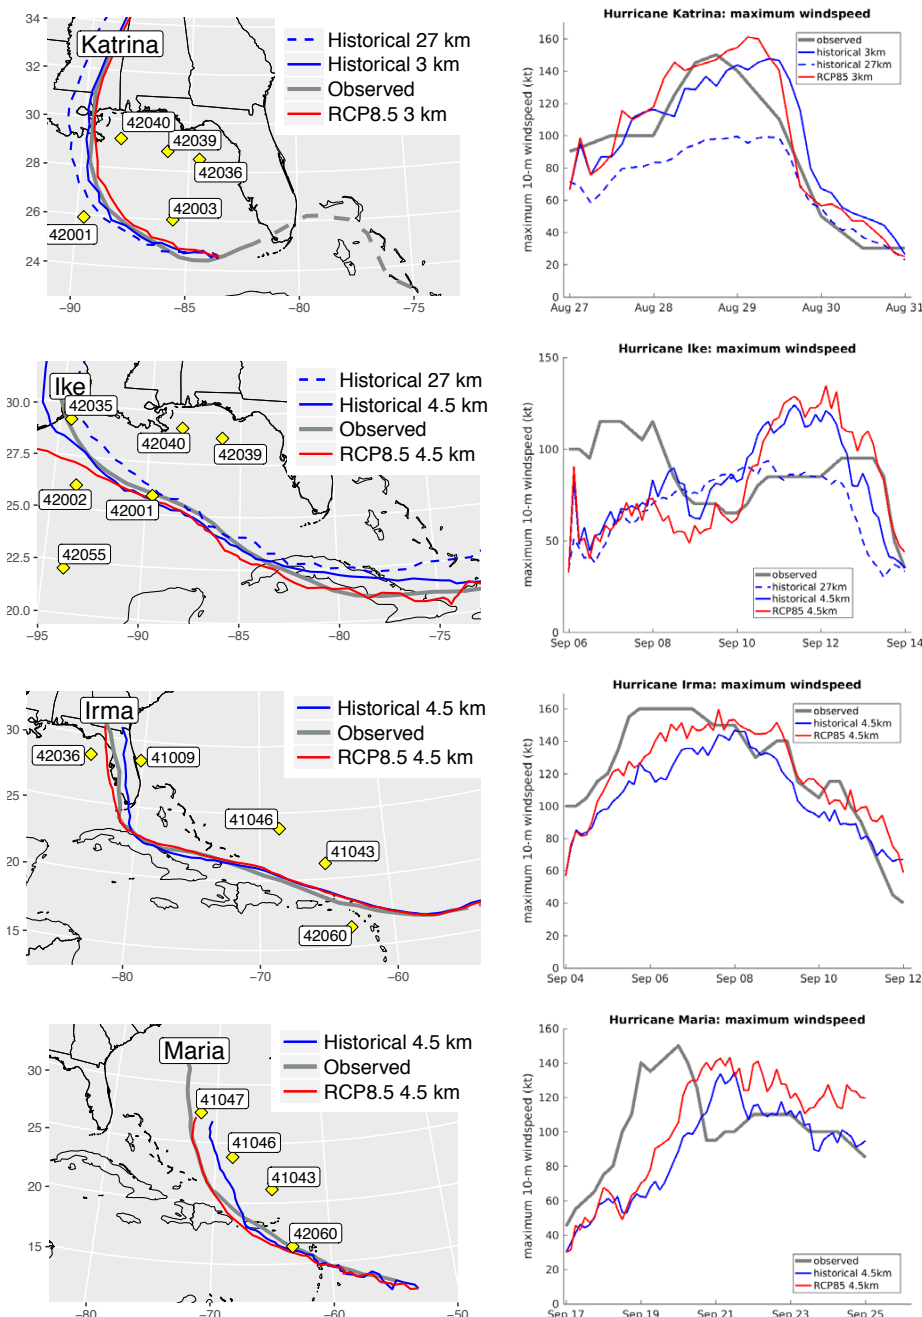 34
32
30
28
26
24
−90
−85
−80
−75
Katrina
Historical 27 km
Historical 3 km
Observed
RCP8.5 3 km
42040
42039
42036
42003
42001
Hurricane Katrina: maximum windspeed
maximum 10-m windspeed (kt)
160
140
120
100
80
60
40
20
0
Aug 27
Aug 28
Aug 29
Aug 30
Aug 31
observed
historical 3km
historical 27km
RCP85 3km
30.0
27.5
25.0
22.5
20.0
−95
−90
−85
−80
−75
Ike
Historical 27 km
Historical 4.5 km
Observed
RCP8.5 4.5 km
42035
42040
42039
42002
42001
42055
Hurricane Ike: maximum windspeed
maximum 10-m windspeed (kt)
150
100
50
0
Sep 06
Sep 08
Sep 10
Sep 12
Sep 14
observed
historical 27km
historical 4.5km
RCP85 4.5km
30
25
20
15
−80
−70
−60
Irma
Historical 4.5 km
Observed
RCP8.5 4.5 km
42036
41009
41046
41043
42060
Hurricane Irma: maximum windspeed
maximum 10-m windspeed (kt)
160
140
120
100
80
60
40
20
0
Sep 04
Sep 06
Sep 08
Sep 10
Sep 12
observed
historical 4.5km
RCP85 4.5km
30
25
20
15
−80
−70
−60
−50
Maria
Historical 4.5 km
Observed
RCP8.5 4.5 km
41047
41046
41043
42060
Hurricane Maria: maximum windspeed
maximum 10-m windspeed (kt)
160
140
120
100
80
60
40
20
0
Sep 17
Sep 19
Sep 21
Sep 23
Sep 25
observed
historical 4.5km
RCP85 4.5km